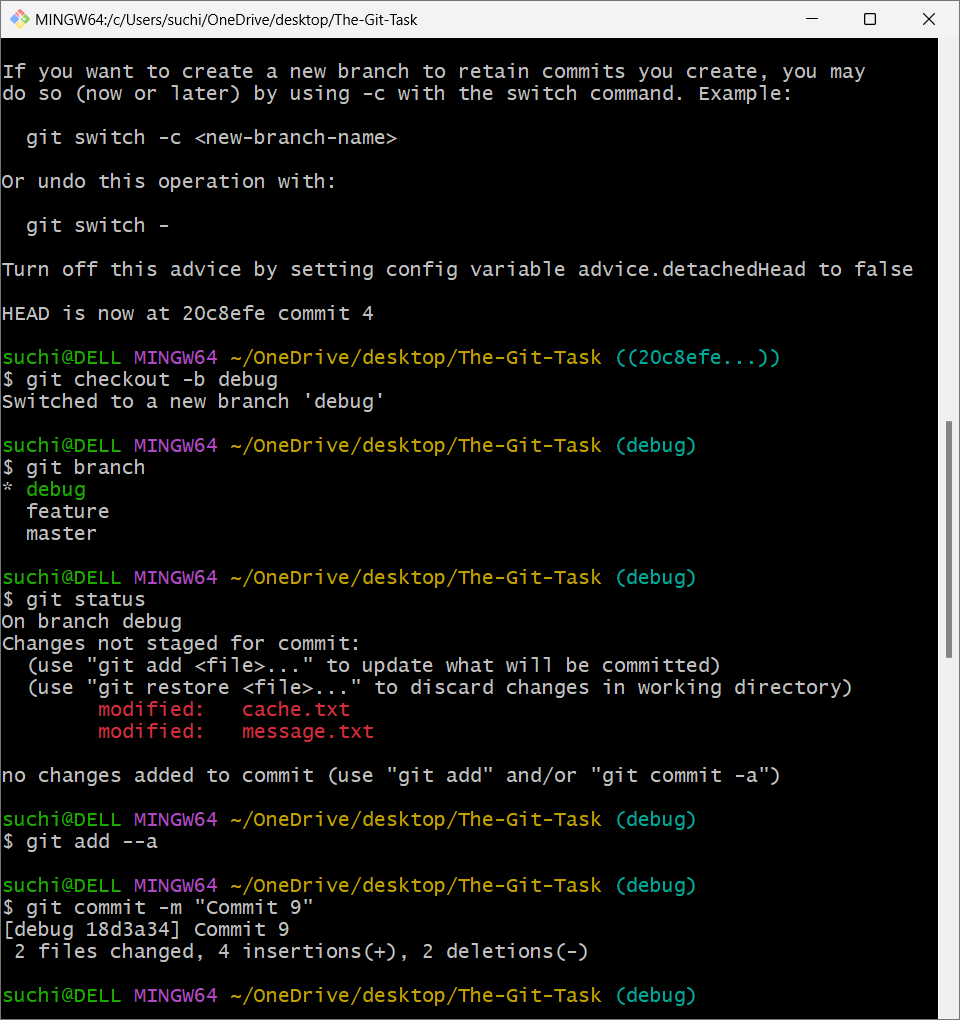 MINGW64:/c/Users/suchi/OneDrive/desktop/The-Git-Task
If you want to create a new branch to retain commits you create, you may
do so (now or later) by using -c with the switch command. Example:
git switch -c <new-branch-name>
Or undo this operation with:
git switch -
Turn off this advice by setting config variable advice.detachedHead to false
HEAD is now at 20c8efe commit 4
suchi@DELL MINGW64 ~/OneDrive/desktop/The-Git-Task ((20c8efe...))
$ git checkout -b debug
Switched to a new branch 'debug'
suchi@DELL MINGW64 ~/OneDrive/desktop/The-Git-Task (debug)
$ git branch
* debug
feature
master
suchi@DELL MINGW64 ~/OneDrive/desktop/The-Git-Task (debug)
$ git status
On branch debug
Changes not staged for commit:
(use "git add <file>..." to update what will be committed)
(use "git restore <file>..." to discard changes in working directory)
modified: cache.txt
modified: message.txt
no changes added to commit (use "git add" and/or "git commit -a")
suchi@DELL MINGW64 ~/OneDrive/desktop/The-Git-Task (debug)
$ git add --a
suchi@DELL MINGW64 ~/OneDrive/desktop/The-Git-Task (debug)
$ git commit -m "Commit 9"
[debug 18d3a34] Commit 9
2 files changed, 4 insertions(+), 2 deletions(-)
suchi@DELL MINGW64 ~/OneDrive/desktop/The-Git-Task (debug)